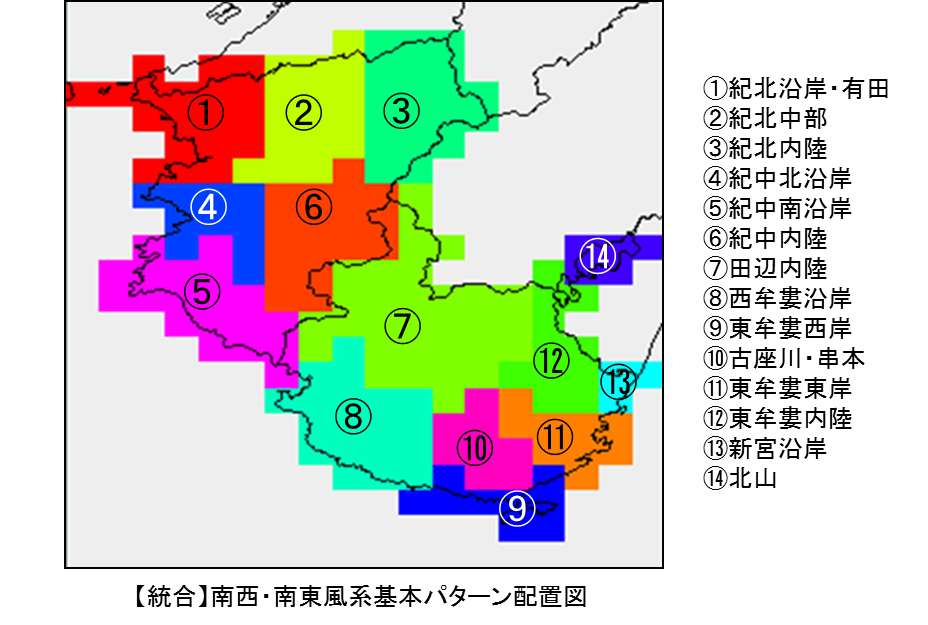 ①
②
③
④
⑤
⑥
⑦
⑧
⑨
⑩
⑪
⑫
⑬
⑭
①紀北沿岸・有田
②紀北中部
③紀北内陸
④紀中北沿岸
⑤紀中南沿岸
⑥紀中内陸
⑦田辺内陸
⑧西牟婁沿岸
⑨東牟婁西岸
⑩古座川・串本
⑪東牟婁東岸
⑫東牟婁内陸
⑬新宮沿岸
⑭北山
【統合】南西・南東風系基本パターン配置図